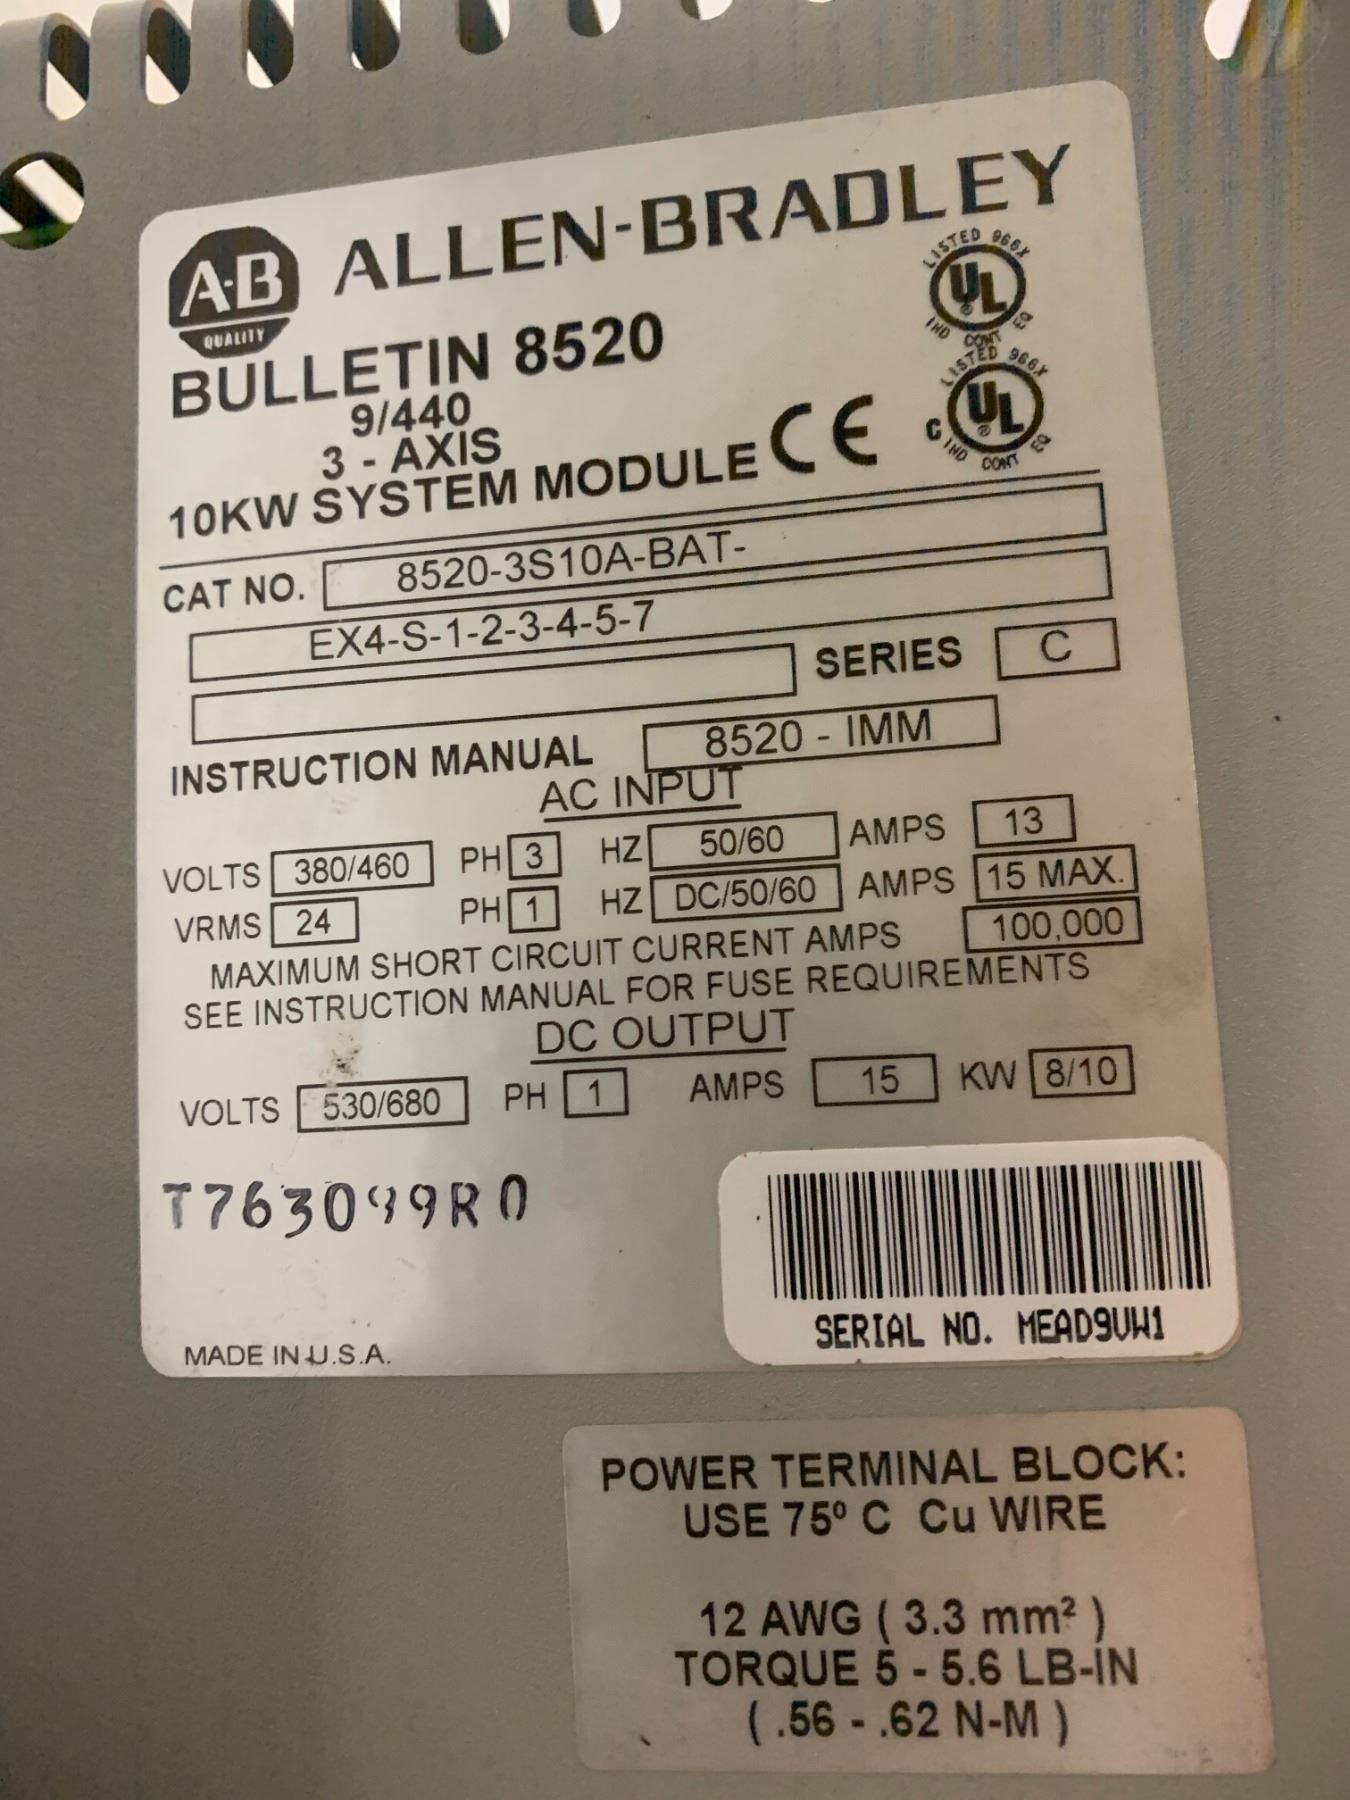 A-B QUALITY ALLEN-BRADLEY
LISTED 966X
UL ®
IND CONT EQ
BULLETIN 8520
9/440
3 - AXIS
10KW SYSTEM MODULE CE
LISTED 966X
C UL ®
IND CONT EQ
CAT NO. 8520-3S10A-BAT-
EX4-S-1-2-3-4-5-7
SERIES C
INSTRUCTION MANUAL 8520 - IMM
AC INPUT
VOLTS 380/460 PH 3 HZ 50/60 AMPS 13
VRMS 24 PH 1 HZ DC/50/60 AMPS 15 MAX.
MAXIMUM SHORT CIRCUIT CURRENT AMPS 100,000
SEE INSTRUCTION MANUAL FOR FUSE REQUIREMENTS
DC OUTPUT
VOLTS 530/680 PH 1 AMPS 15 KW 8/10
T763099R0
SERIAL NO. MEAD9UW1
MADE IN U.S.A.
POWER TERMINAL BLOCK:
USE 75º C Cu WIRE
12 AWG ( 3.3 mm² )
TORQUE 5 - 5.6 LB-IN
( .56 - .62 N-M )